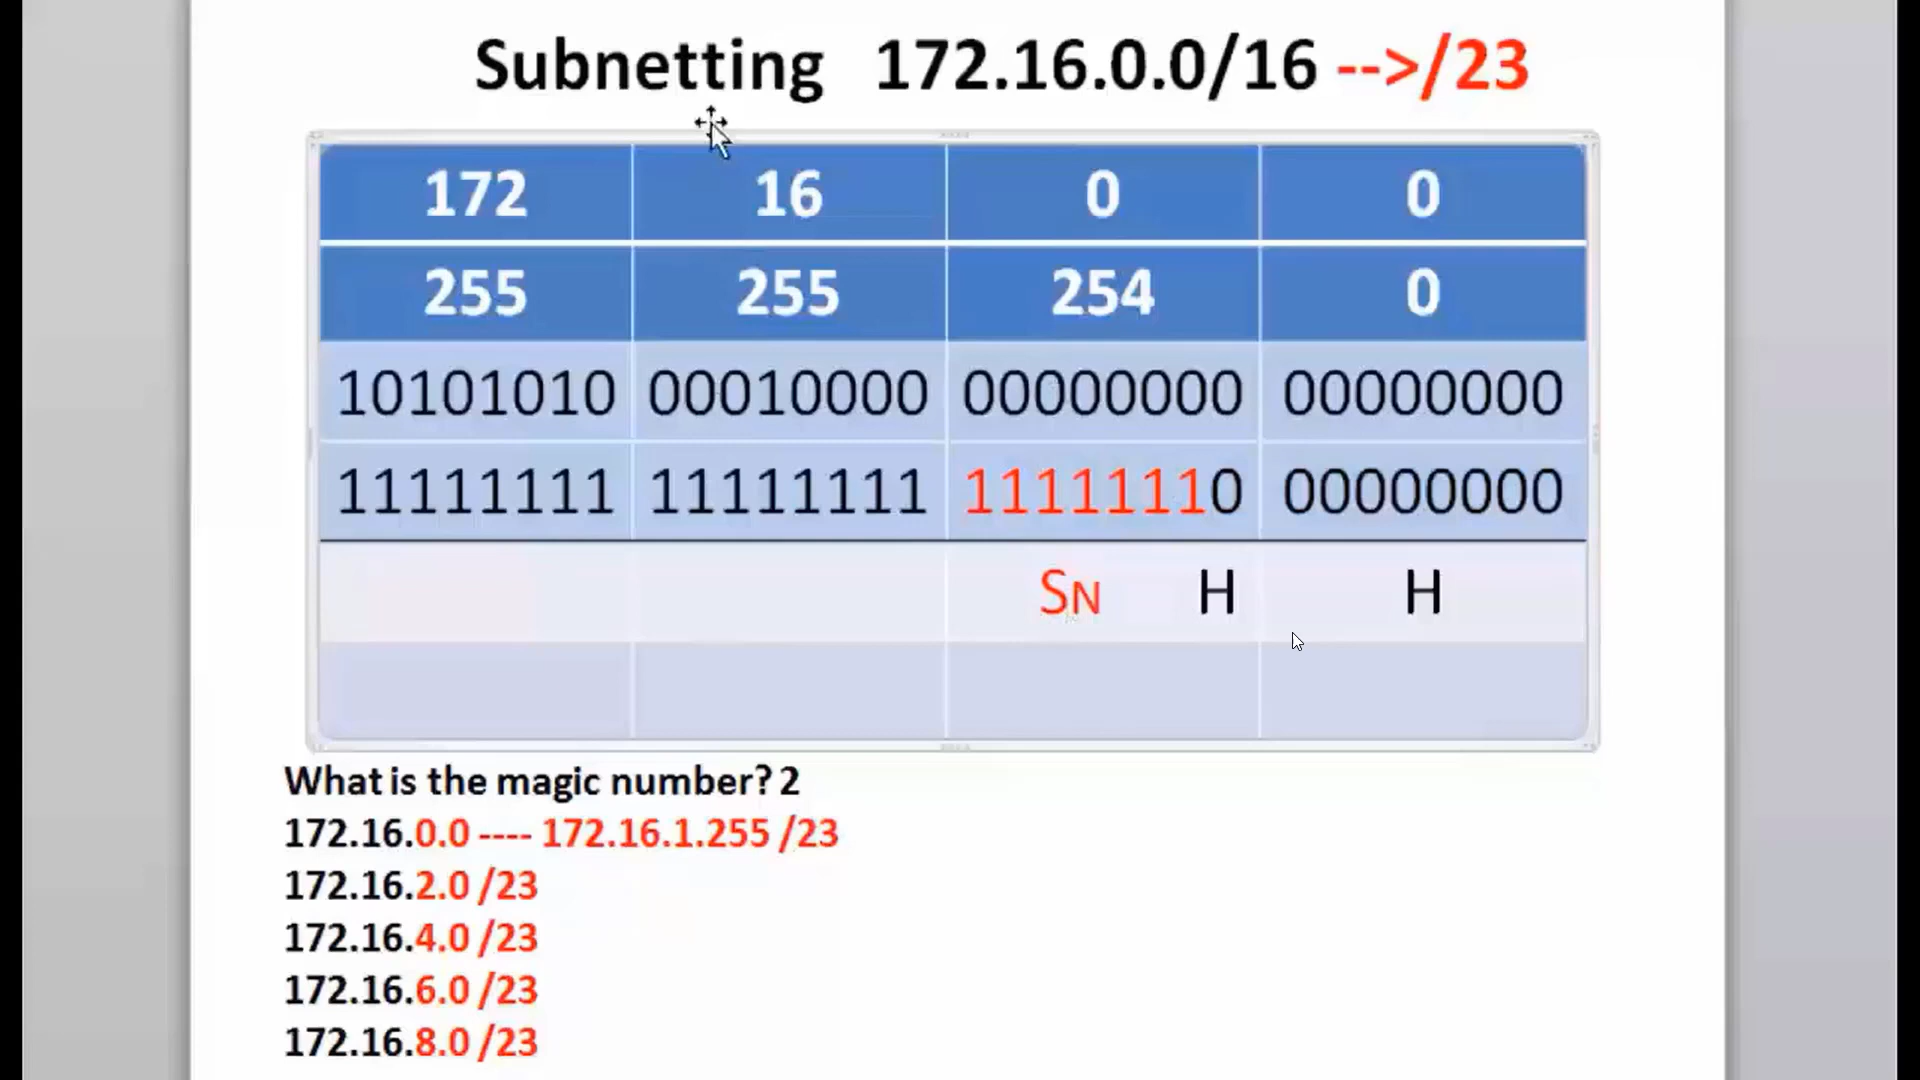 Subnetting 172.16.0.0/16 -->/23
172 16 0 0
255 255 254 0
10101010 00010000 00000000 00000000
11111111 11111111 11111110 00000000
SN H H
What is the magic number? 2
172.16.0.0 ---- 172.16.1.255 /23
172.16.2.0 /23
172.16.4.0 /23
172.16.6.0 /23
172.16.8.0 /23